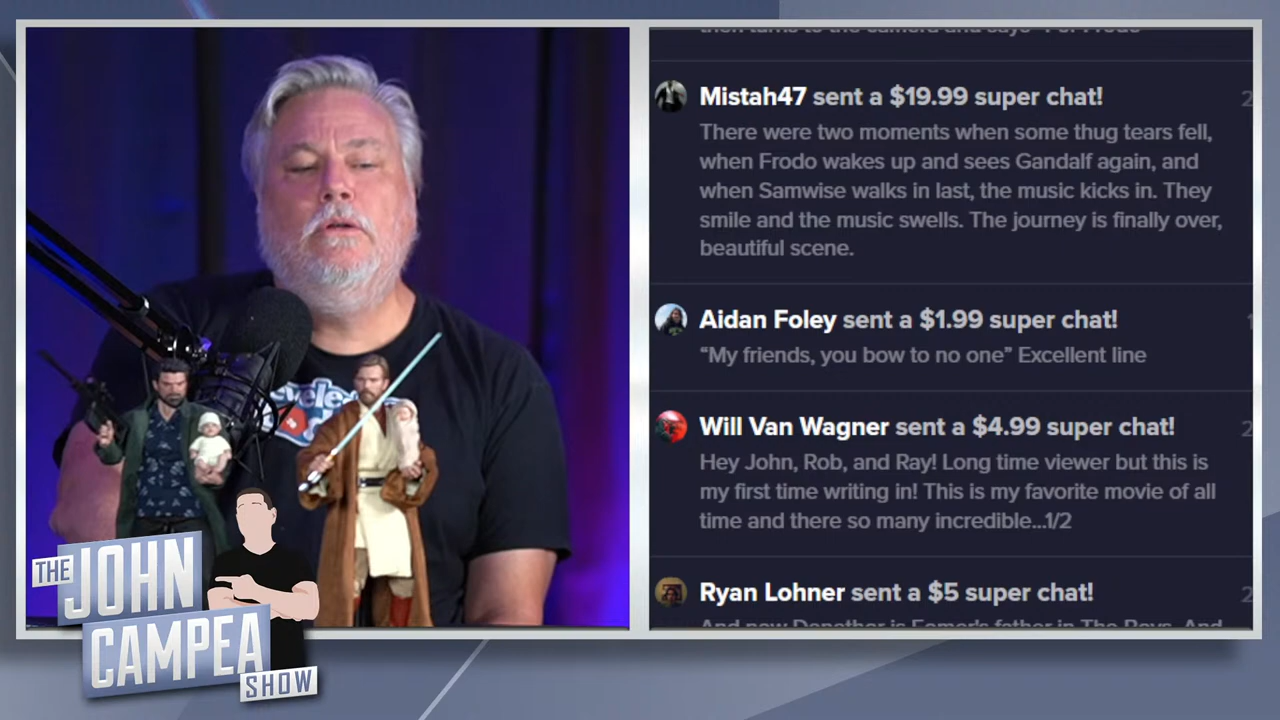 Mistah47 sent a $19.99 super chat!
There were two moments when some thug tears fell,
when Frodo wakes up and sees Gandalf again, and
when Samwise walks in last, the music kicks in. They
smile and the music swells. The journey is finally over,
beautiful scene.
Aidan Foley sent a $1.99 super chat!
“My friends, you bow to no one” Excellent line
Will Van Wagner sent a $4.99 super chat!
Hey John, Rob, and Ray! Long time viewer but this is
my first time writing in! This is my favorite movie of all
time and there so many incredible...1/2
Ryan Lohner sent a $5 super chat!
THE
JOHN
CAMPEA
SHOW